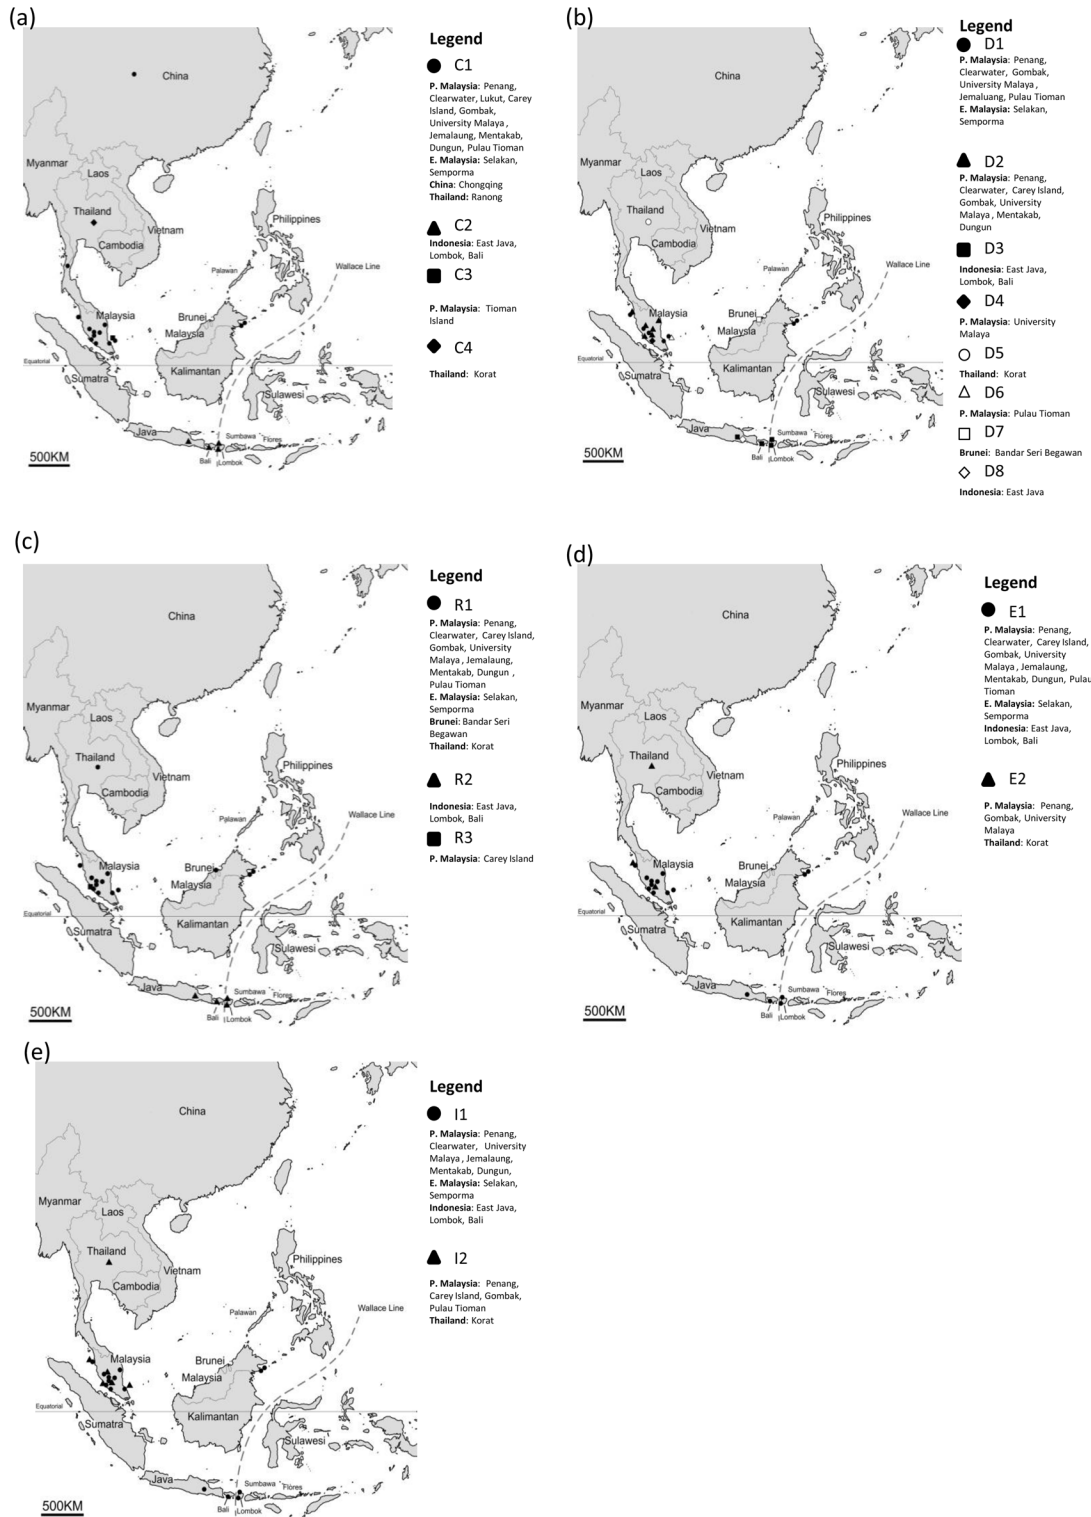 (a)
China
Myanmar
Laos
Thailand
Vietnam
Cambodia
Philippines
Palawan
Wallace Line
Malaysia
Brunei
Malaysia
Equatorial
Kalimantan
Sumatra
Sulawesi
Java
Sumbawa
Flores
Bali
Lombok
500KM
Legend
C1
P. Malaysia: Penang,
Clearwater, Lukut, Carey
Island, Gombak,
University Malaya ,
Jemalaung, Mentakab,
Dungun, Pulau Tioman
E. Malaysia: Selakan,
Semporma
China: Chongqing
Thailand: Ranong
C2
Indonesia: East Java,
Lombok, Bali
C3
P. Malaysia: Tioman
Island
C4
Thailand: Korat
(b)
China
Myanmar
Laos
Thailand
Vietnam
Cambodia
Philippines
Palawan
Wallace Line
Malaysia
Brunei
Malaysia
Equatorial
Kalimantan
Sumatra
Sulawesi
Java
Sumbawa
Flores
Bali
Lombok
500KM
Legend
D1
P. Malaysia: Penang,
Clearwater, Gombak,
University Malaya ,
Jemaluang, Pulau Tioman
E. Malaysia: Selakan,
Semporma
D2
P. Malaysia: Penang,
Clearwater, Carey Island,
Gombak, University
Malaya , Mentakab,
Dungun
D3
Indonesia: East Java,
Lombok, Bali
D4
P. Malaysia: University
Malaya
D5
Thailand: Korat
D6
P. Malaysia: Pulau Tioman
D7
Brunei: Bandar Seri Begawan
D8
Indonesia: East Java
(c)
China
Myanmar
Laos
Thailand
Vietnam
Cambodia
Philippines
Palawan
Wallace Line
Malaysia
Brunei
Malaysia
Equatorial
Kalimantan
Sumatra
Sulawesi
Java
Sumbawa
Flores
Bali
Lombok
500KM
Legend
R1
P. Malaysia: Penang,
Clearwater, Carey Island,
Gombak, University
Malaya , Jemalaung,
Mentakab, Dungun ,
Pulau Tioman
E. Malaysia: Selakan,
Semporma
Brunei: Bandar Seri
Begawan
Thailand: Korat
R2
Indonesia: East Java,
Lombok, Bali
R3
P. Malaysia: Carey Island
(d)
China
Myanmar
Laos
Thailand
Vietnam
Cambodia
Philippines
Palawan
Wallace Line
Malaysia
Brunei
Malaysia
Equatorial
Kalimantan
Sumatra
Sulawesi
Java
Sumbawa
Flores
Bali
Lombok
500KM
Legend
E1
P. Malaysia: Penang,
Clearwater, Carey Island,
Gombak, University
Malaya , Jemalaung,
Mentakab, Dungun, Pulau
Tioman
E. Malaysia: Selakan,
Semporma
Indonesia: East Java,
Lombok, Bali
E2
P. Malaysia: Penang,
Gombak, University
Malaya
Thailand: Korat
(e)
China
Myanmar
Laos
Thailand
Vietnam
Cambodia
Philippines
Palawan
Wallace Line
Malaysia
Brunei
Malaysia
Equatorial
Kalimantan
Sumatra
Sulawesi
Java
Sumbawa
Flores
Bali
Lombok
500KM
Legend
I1
P. Malaysia: Penang,
Clearwater, University
Malaya , Jemalaung,
Mentakab, Dungun,
E. Malaysia: Selakan,
Semporma
Indonesia: East Java,
Lombok, Bali
I2
P. Malaysia: Penang,
Carey Island, Gombak,
Pulau Tioman
Thailand: Korat